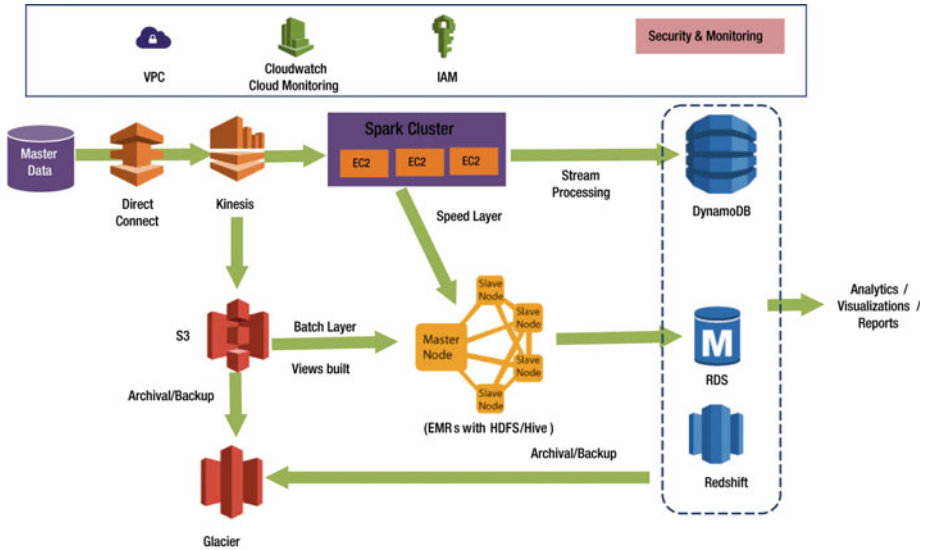 VPC
Cloudwatch
Cloud Monitoring
IAM
Security & Monitoring
Master
Data
Direct
Connect
Kinesis
Spark Cluster
EC2
EC2
EC2
Stream
Processing
DynamoDB
Speed Layer
S3
Batch Layer
Views built
Master
Node
Slave
Node
Slave
Node
Slave
Node
Slave
Node
(EMRs with HDFS/Hive )
M
RDS
Analytics /
Visualizations /
Reports
Archival/Backup
Archival/Backup
Redshift
Glacier